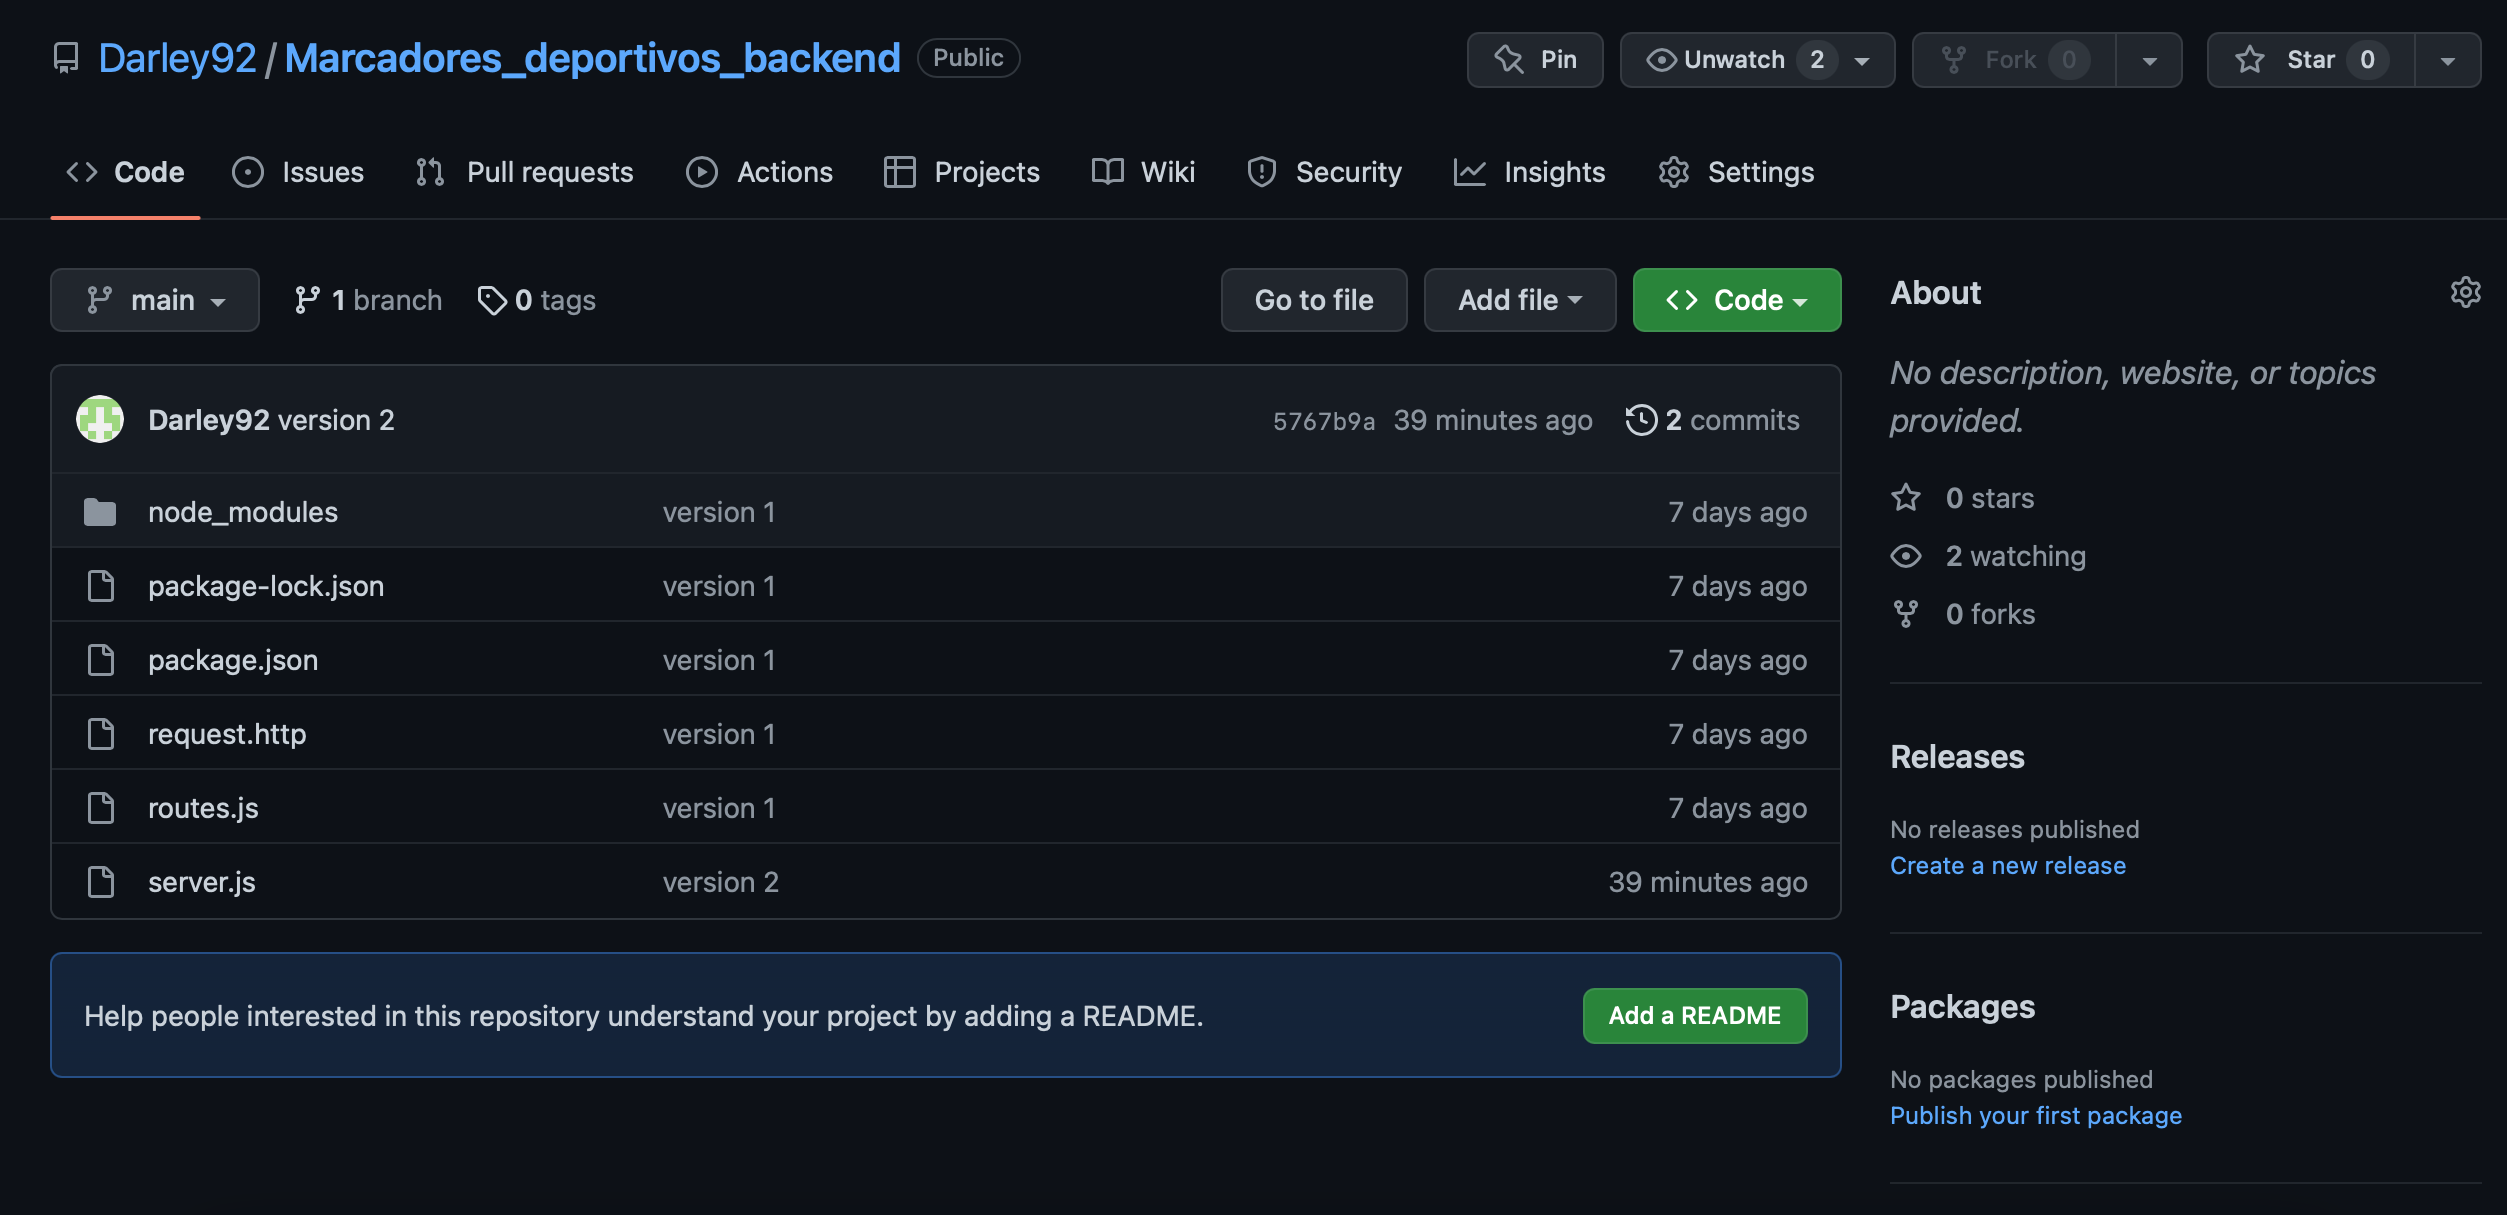 Darley92 / Marcadores_deportivos_backend Public
Pin Unwatch 2 Fork 0 Star 0
Code Issues Pull requests Actions Projects Wiki Security Insights Settings
main 1 branch 0 tags Go to file Add file Code
Darley92 version 2 5767b9a 39 minutes ago 2 commits
node_modules version 1 7 days ago
package-lock.json version 1 7 days ago
package.json version 1 7 days ago
request.http version 1 7 days ago
routes.js version 1 7 days ago
server.js version 2 39 minutes ago
Help people interested in this repository understand your project by adding a README. Add a README
About
No description, website, or topics
provided.
0 stars
2 watching
0 forks
Releases
No releases published
Create a new release
Packages
No packages published
Publish your first package